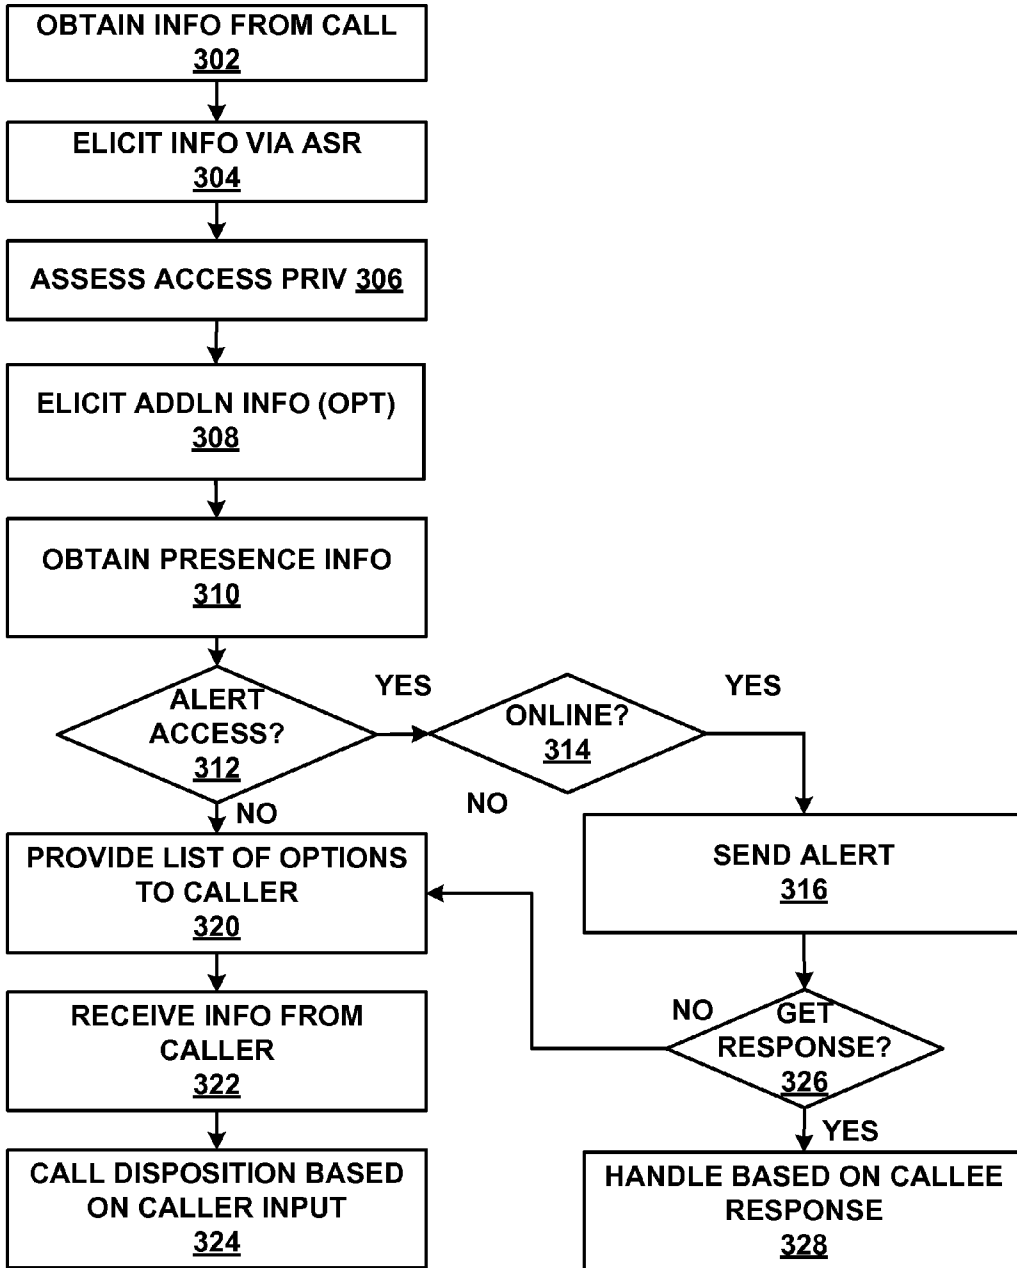 OBTAIN INFO FROM CALL
302
ELICIT INFO VIA ASR
304
ASSESS ACCESS PRIV 306
ELICIT ADDLN INFO (OPT)
308
OBTAIN PRESENCE INFO
310
ALERT
ACCESS?
312
YES
ONLINE?
314
YES
NO
NO
PROVIDE LIST OF OPTIONS
TO CALLER
320
SEND ALERT
316
RECEIVE INFO FROM
CALLER
322
NO
GET
RESPONSE?
326
YES
CALL DISPOSITION BASED
ON CALLER INPUT
324
HANDLE BASED ON CALLEE
RESPONSE
328